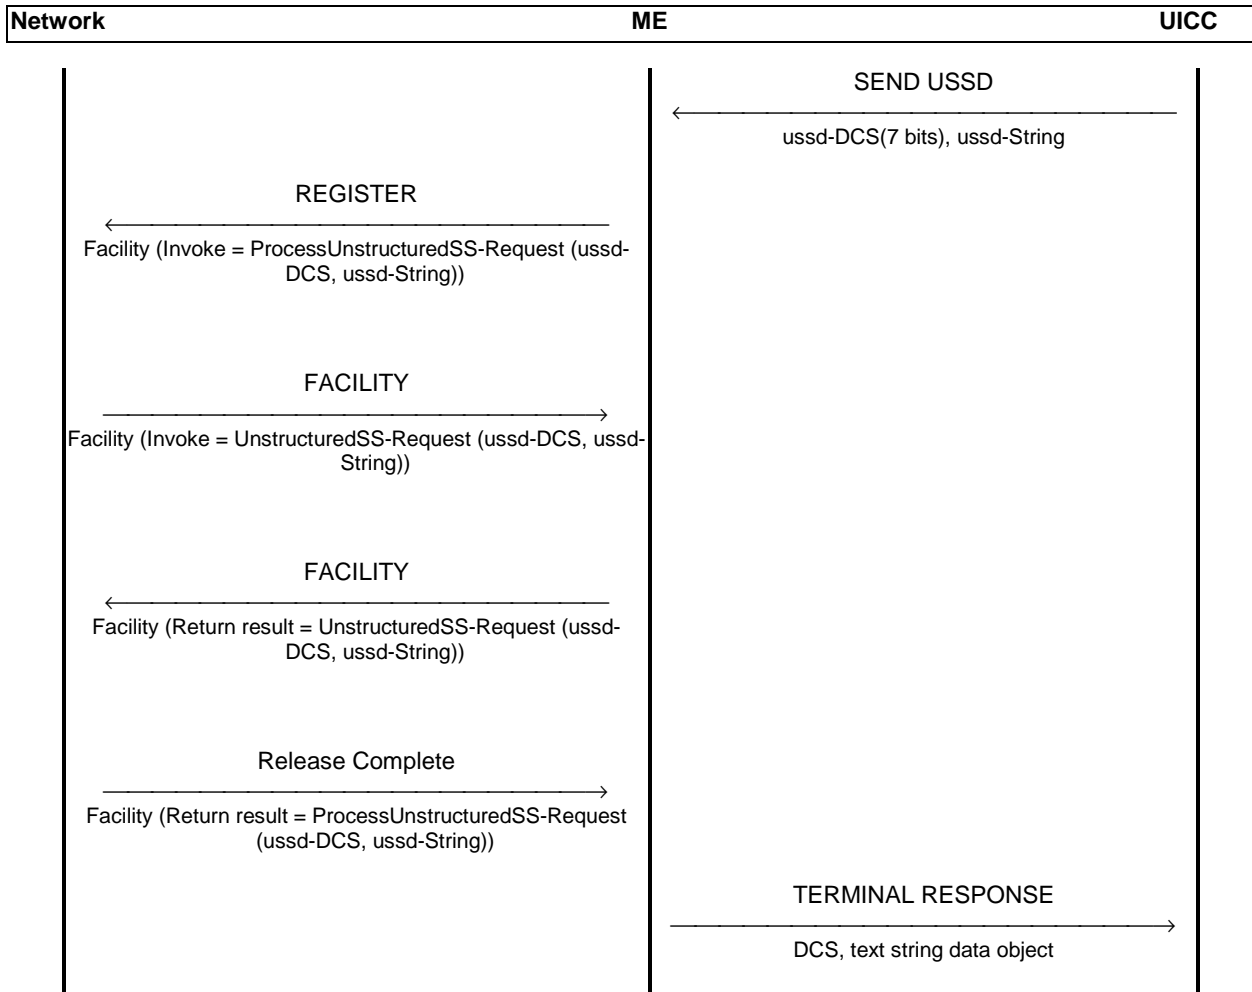 Network ME UICC
SEND USSD
ussd-DCS(7 bits), ussd-String
REGISTER
Facility (Invoke = ProcessUnstructuredSS-Request (ussd-
DCS, ussd-String))
FACILITY
Facility (Invoke = UnstructuredSS-Request (ussd-DCS, ussd-
String))
FACILITY
Facility (Return result = UnstructuredSS-Request (ussd-
DCS, ussd-String))
Release Complete
Facility (Return result = ProcessUnstructuredSS-Request
(ussd-DCS, ussd-String))
TERMINAL RESPONSE
DCS, text string data object